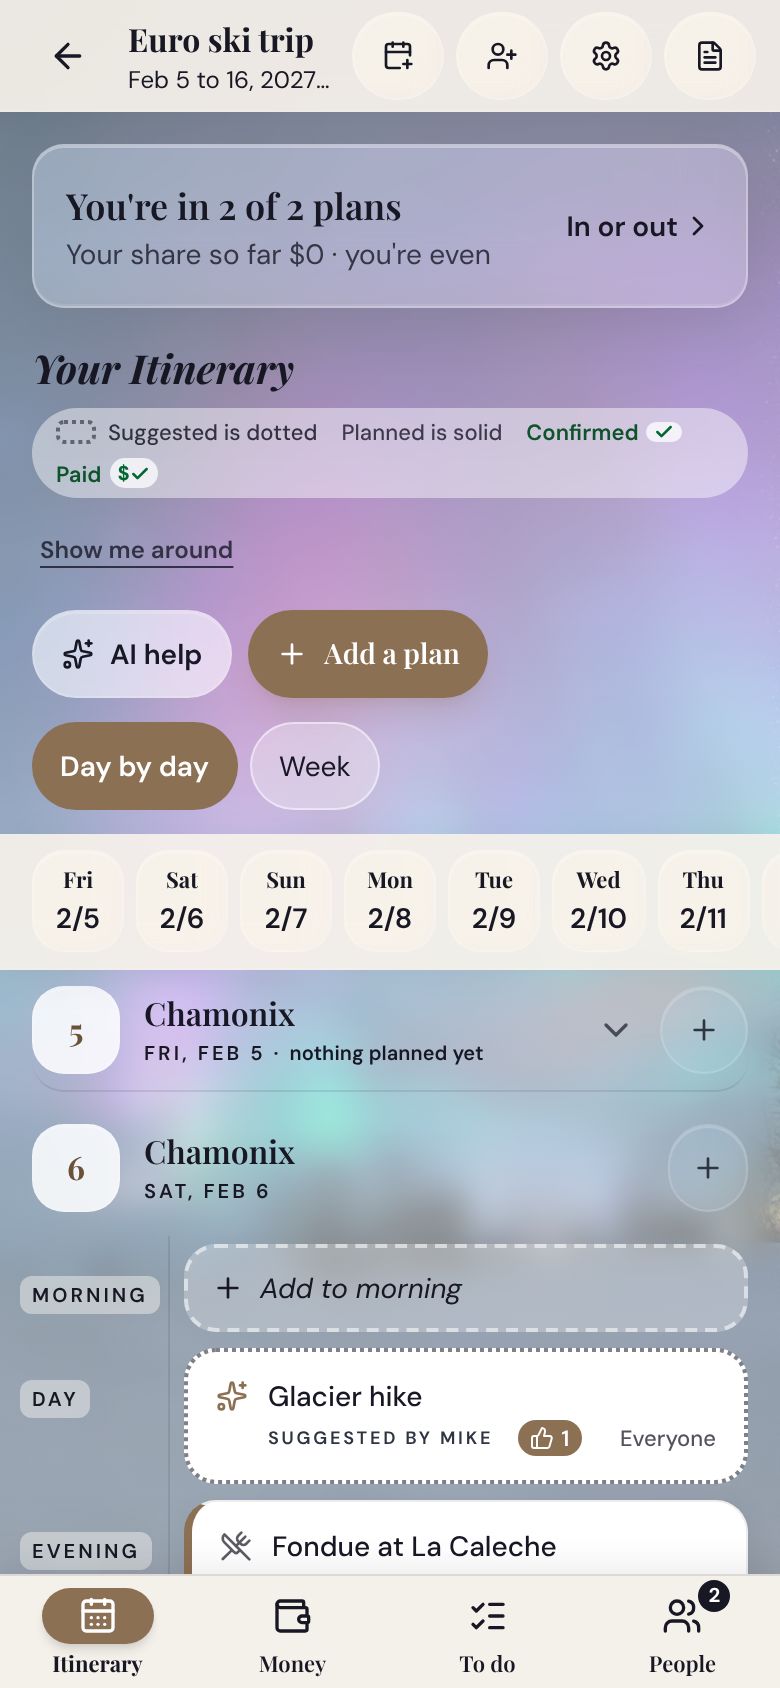 Euro ski trip
Feb 5 to 16, 2027...
You're in 2 of 2 plans
Your share so far $0 · you're even
In or out
Your Itinerary
Suggested is dotted Planned is solid Confirmed
Paid $
Show me around
AI help
Add a plan
Day by day
Week
Fri Sat Sun Mon Tue Wed Thu
2/5 2/6 2/7 2/8 2/9 2/10 2/11
5
Chamonix
FRI, FEB 5 · nothing planned yet
6
Chamonix
SAT, FEB 6
MORNING
Add to morning
DAY
Glacier hike
SUGGESTED BY MIKE 1 Everyone
EVENING
Fondue at La Caleche
2
Itinerary Money To do People